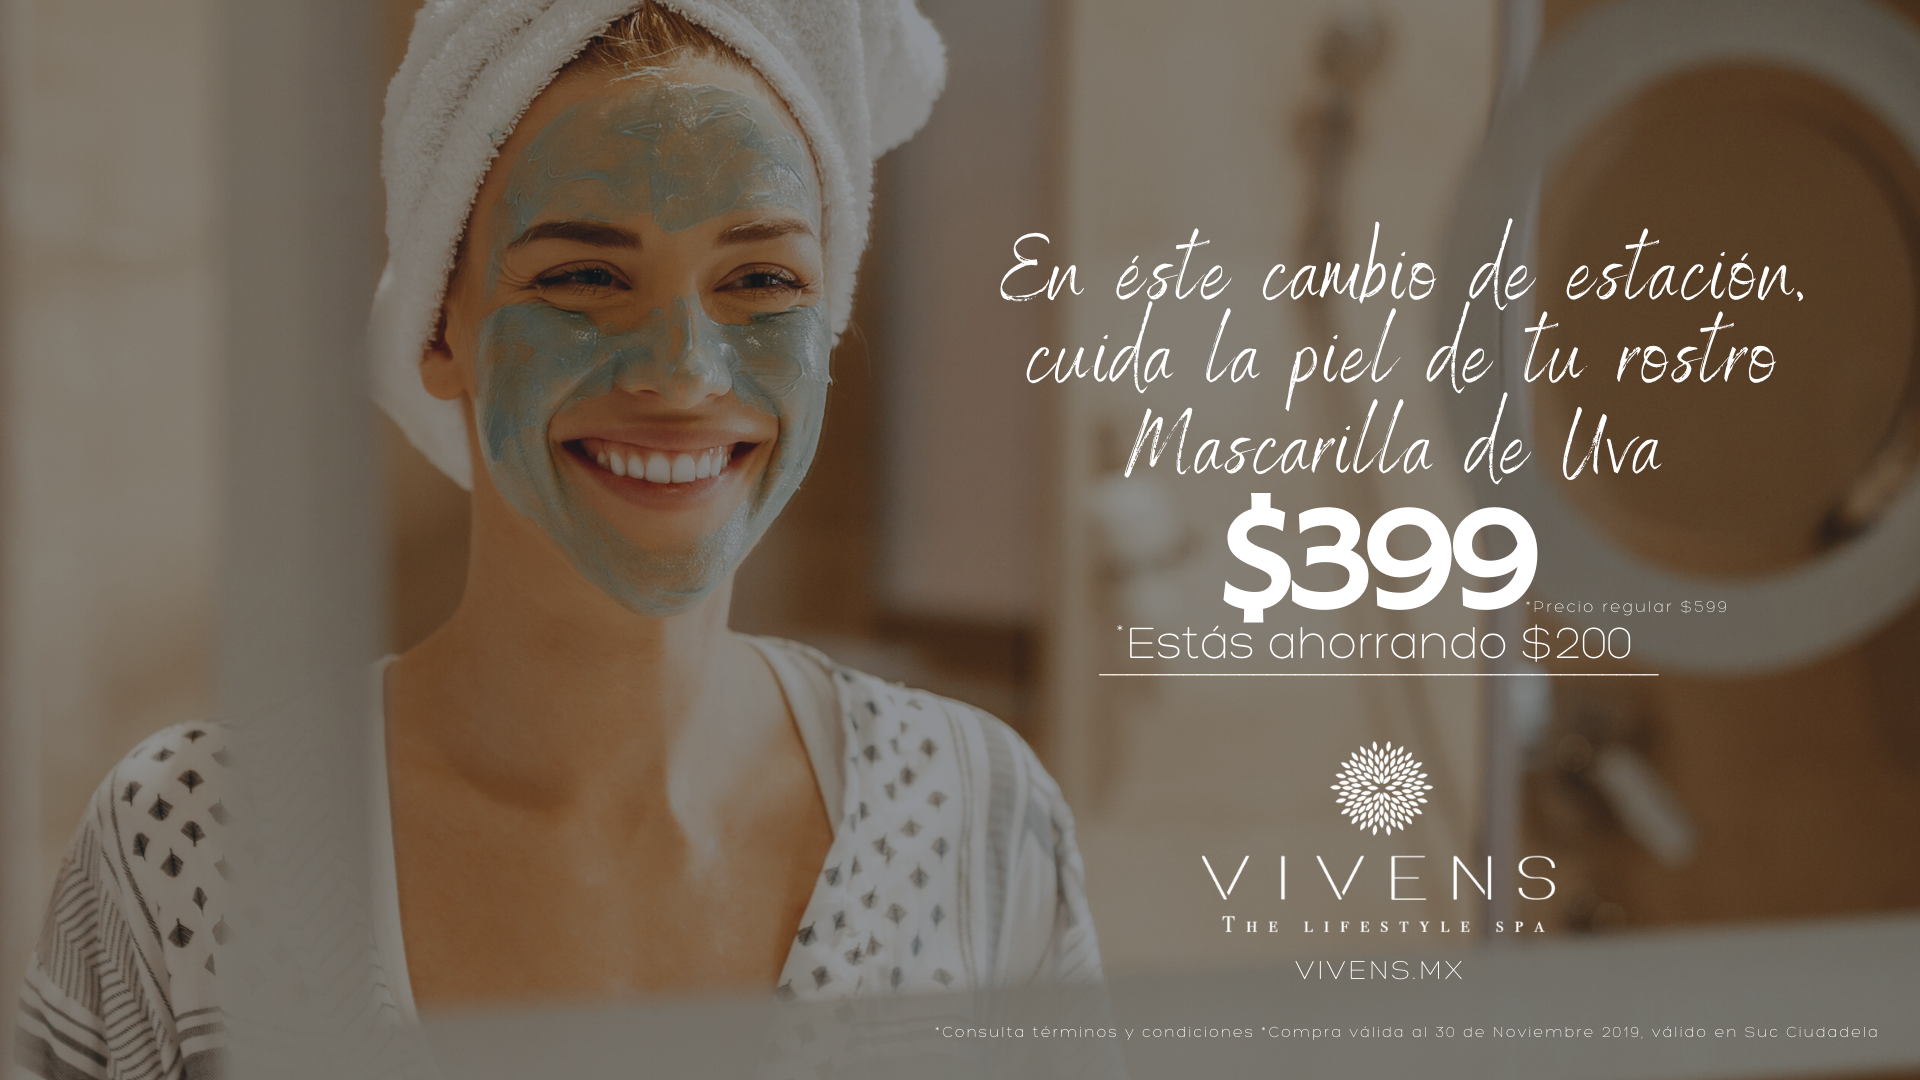 En éste cambio de estación,
cuida la piel de tu rostro
Mascarilla de Uva
$399
*Precio regular $599
*Estás ahorrando $200
VIVENS
THE LIFESTYLE SPA
VIVENS.MX
*Consulta términos y condiciones *Compra válida al 30 de Noviembre 2019, válido en Suc Ciudadela